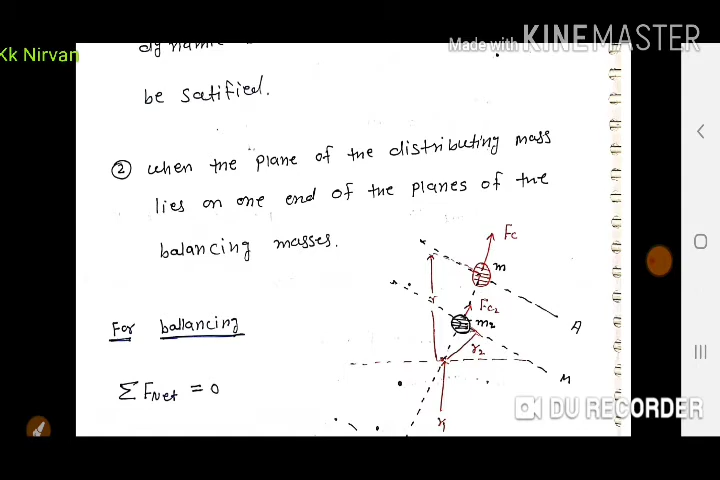 Made with KINEMASTER
Kk Nirvan
be satified.
② when the plane of the distributing mass
lies on one end of the planes of the
balancing masses.
Fc
m
Fc2
m2
r2
A
M
For ballancing
Σ FNet = 0
DU RECORDER